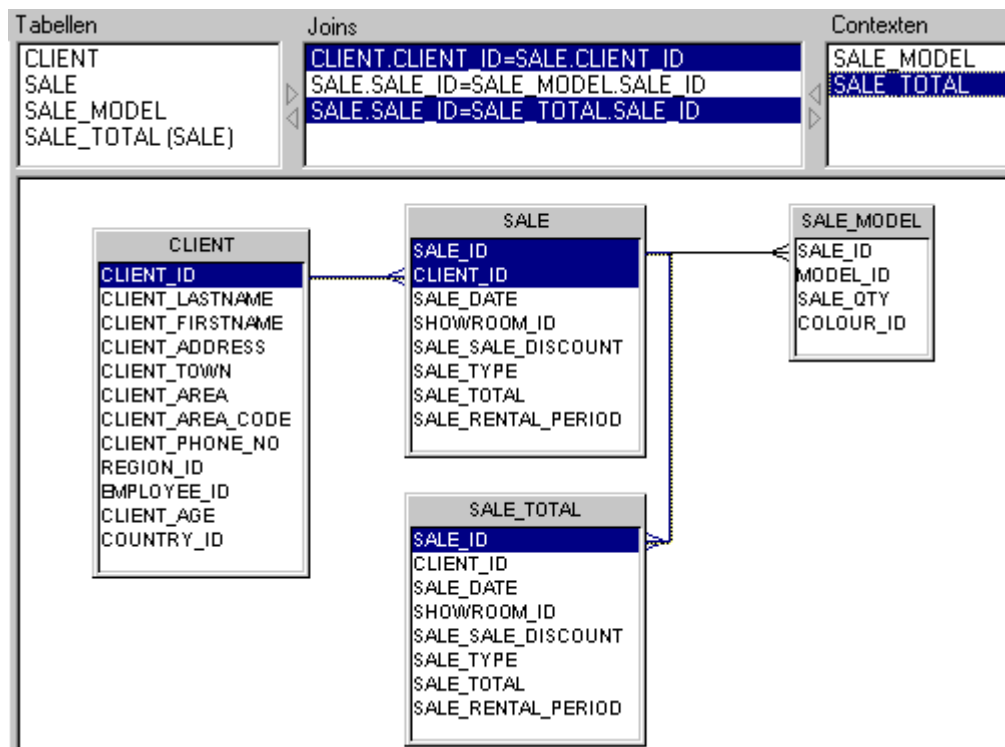 Tabellen
CLIENT
SALE
SALE_MODEL
SALE_TOTAL (SALE)
Joins
CLIENT.CLIENT_ID=SALE.CLIENT_ID
SALE.SALE_ID=SALE_MODEL.SALE_ID
SALE.SALE_ID=SALE_TOTAL.SALE_ID
Contexten
SALE_MODEL
SALE_TOTAL
CLIENT
CLIENT_ID
CLIENT_LASTNAME
CLIENT_FIRSTNAME
CLIENT_ADDRESS
CLIENT_TOWN
CLIENT_AREA
CLIENT_AREA_CODE
CLIENT_PHONE_NO
REGION_ID
EMPLOYEE_ID
CLIENT_AGE
COUNTRY_ID
SALE
SALE_ID
CLIENT_ID
SALE_DATE
SHOWROOM_ID
SALE_SALE_DISCOUNT
SALE_TYPE
SALE_TOTAL
SALE_RENTAL_PERIOD
SALE_MODEL
SALE_ID
MODEL_ID
SALE_QTY
COLOUR_ID
SALE_TOTAL
SALE_ID
CLIENT_ID
SALE_DATE
SHOWROOM_ID
SALE_SALE_DISCOUNT
SALE_TYPE
SALE_TOTAL
SALE_RENTAL_PERIOD